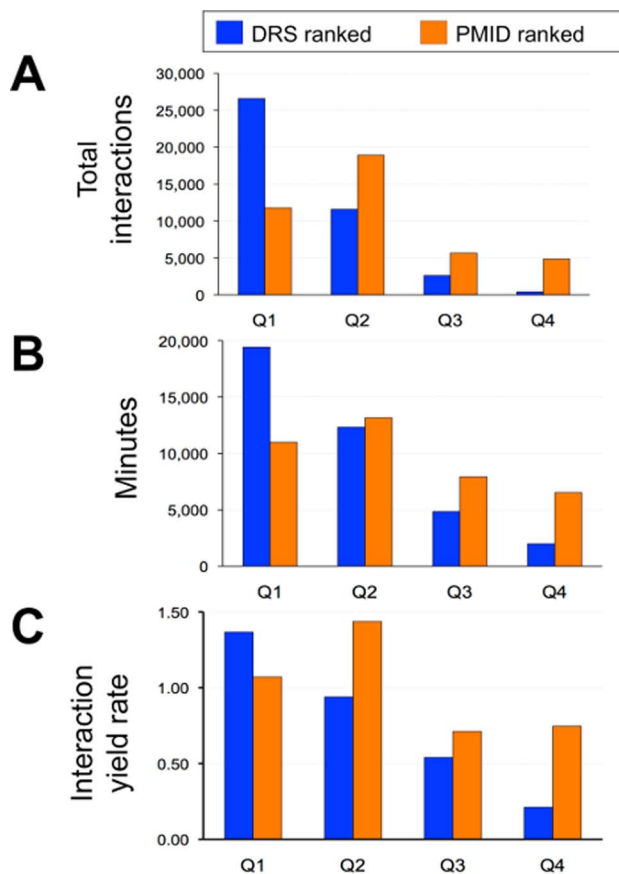 DRS ranked PMID ranked
A
Total
interactions
30,000
25,000
20,000
15,000
10,000
5,000
0
Q1 Q2 Q3 Q4
B
Minutes
20,000
15,000
10,000
5,000
0
Q1 Q2 Q3 Q4
C
Interaction
yield rate
1.50
1.00
0.50
0.00
Q1 Q2 Q3 Q4